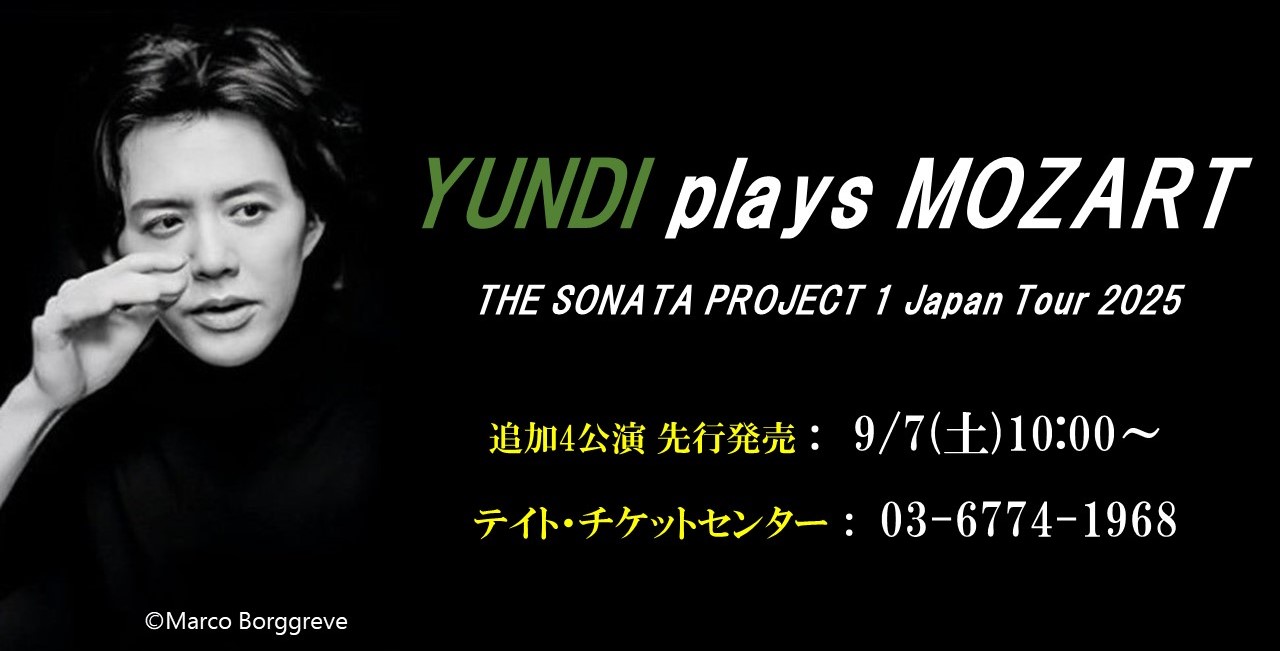 YUNDI plays MOZART
THE SONATA PROJECT 1 Japan Tour 2025
追加4公演 先行発売： 9/7(土)10:00～
テイト・チケットセンター： 03-6774-1968
©Marco Borggreve